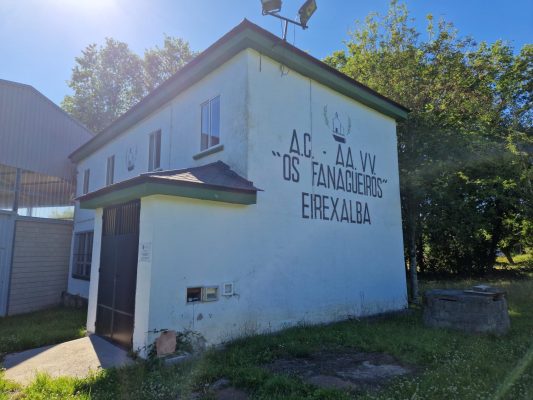 A.C. - AA.VV.
"OS FANAGUEIROS"
EIREXALBA